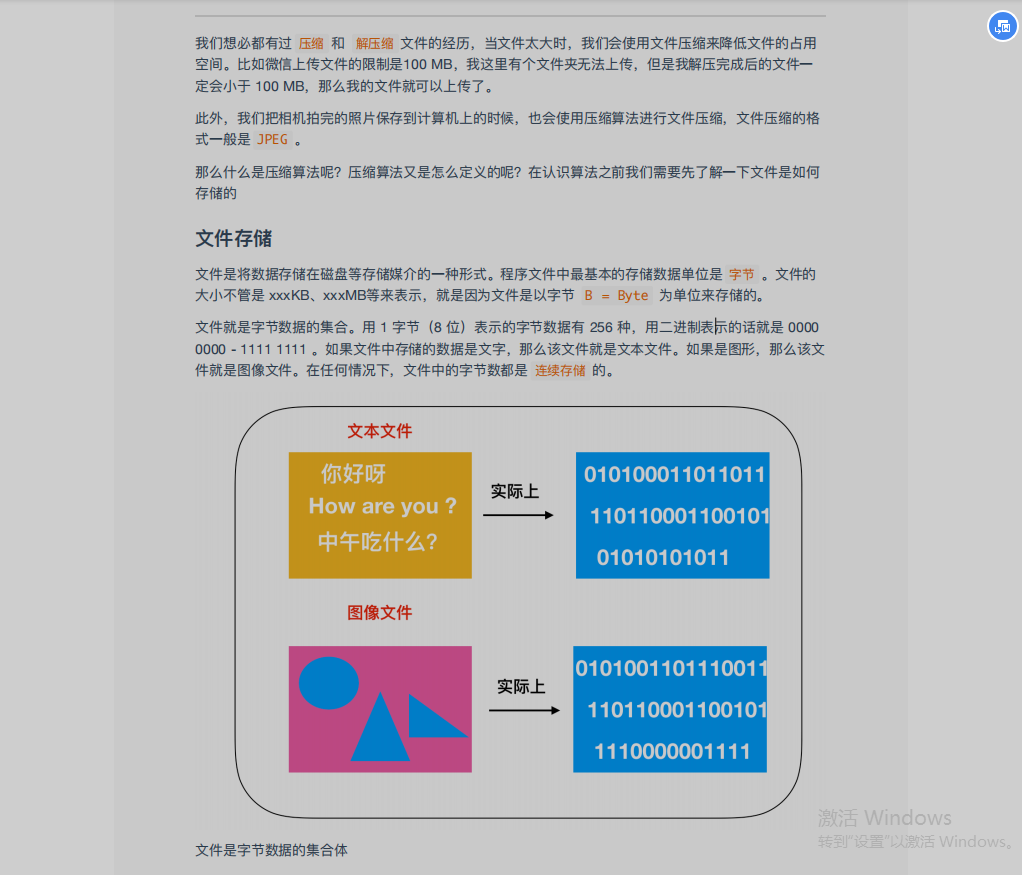 我们想必都有过 压缩 和 解压缩 文件的经历，当文件太大时，我们会使用文件压缩来降低文件的占用
空间。比如微信上传文件的限制是100 MB，我这里有个文件夹无法上传，但是我解压完成后的文件一
定会小于 100 MB，那么我的文件就可以上传了。
此外，我们把相机拍完的照片保存到计算机上的时候，也会使用压缩算法进行文件压缩，文件压缩的格
式一般是 JPEG 。
那么什么是压缩算法呢？压缩算法又是怎么定义的呢？在认识算法之前我们需要先了解一下文件是如何
存储的
文件存储
文件是将数据存储在磁盘等存储媒介的一种形式。程序文件中最基本的存储数据单位是 字节 。文件的
大小不管是 xxxKB、xxxMB等来表示，就是因为文件是以字节 B = Byte 为单位来存储的。
文件就是字节数据的集合。用 1 字节（8 位）表示的字节数据有 256 种，用二进制表示的话就是 0000
0000 - 1111 1111 。如果文件中存储的数据是文字，那么该文件就是文本文件。如果是图形，那么该文
件就是图像文件。在任何情况下，文件中的字节数都是 连续存储 的。
文本文件
你好呀
How are you ?
中午吃什么?
实际上
010100011011011
110110001100101
01010101011
图像文件
实际上
0101001101110011
110110001100101
1110000001111
文件是字节数据的集合体
激活 Windows
转到"设置"以激活 Windows。